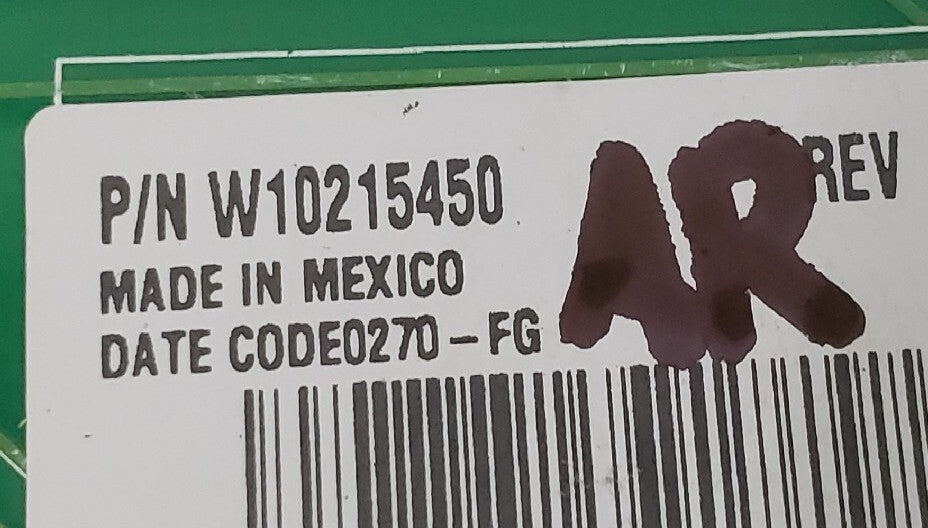 P/N W10215450 AR REV
MADE IN MEXICO
DATE CODE0270-FG